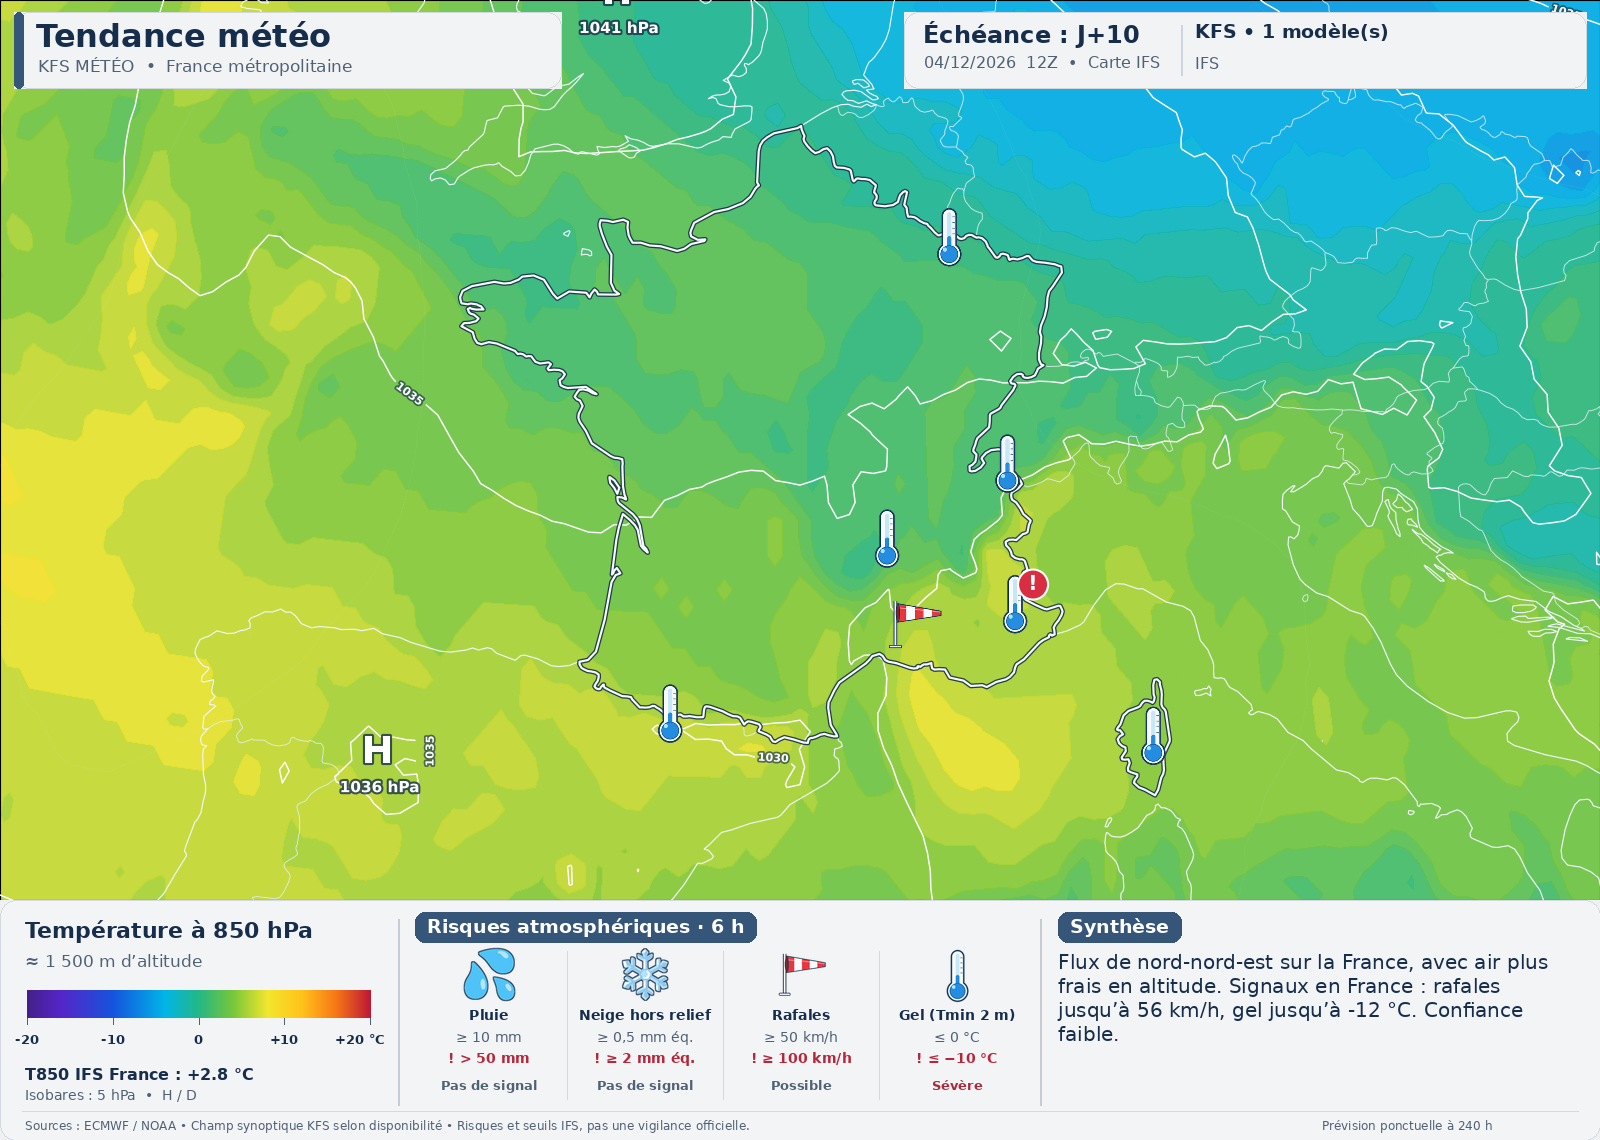 Tendance météo
KFS MÉTÉO • France métropolitaine
Échéance : J+10
04/12/2026 12Z • Carte IFS
KFS • 1 modèle(s)
IFS
H
1041 hPa
1035
H
1036 hPa
1035
1030
!
Température à 850 hPa
≈ 1 500 m d’altitude
-20 -10 0 +10 +20 °C
T850 IFS France : +2.8 °C
Isobares : 5 hPa • H / D
Risques atmosphériques · 6 h
Pluie
≥ 10 mm
! > 50 mm
Pas de signal
Neige hors relief
≥ 0,5 mm éq.
! ≥ 2 mm éq.
Pas de signal
Rafales
≥ 50 km/h
! ≥ 100 km/h
Possible
Gel (Tmin 2 m)
≤ 0 °C
! ≤ −10 °C
Sévère
Synthèse
Flux de nord-nord-est sur la France, avec air plus
frais en altitude. Signaux en France : rafales
jusqu’à 56 km/h, gel jusqu’à -12 °C. Confiance
faible.
Sources : ECMWF / NOAA • Champ synoptique KFS selon disponibilité • Risques et seuils IFS, pas une vigilance officielle.
Prévision ponctuelle à 240 h